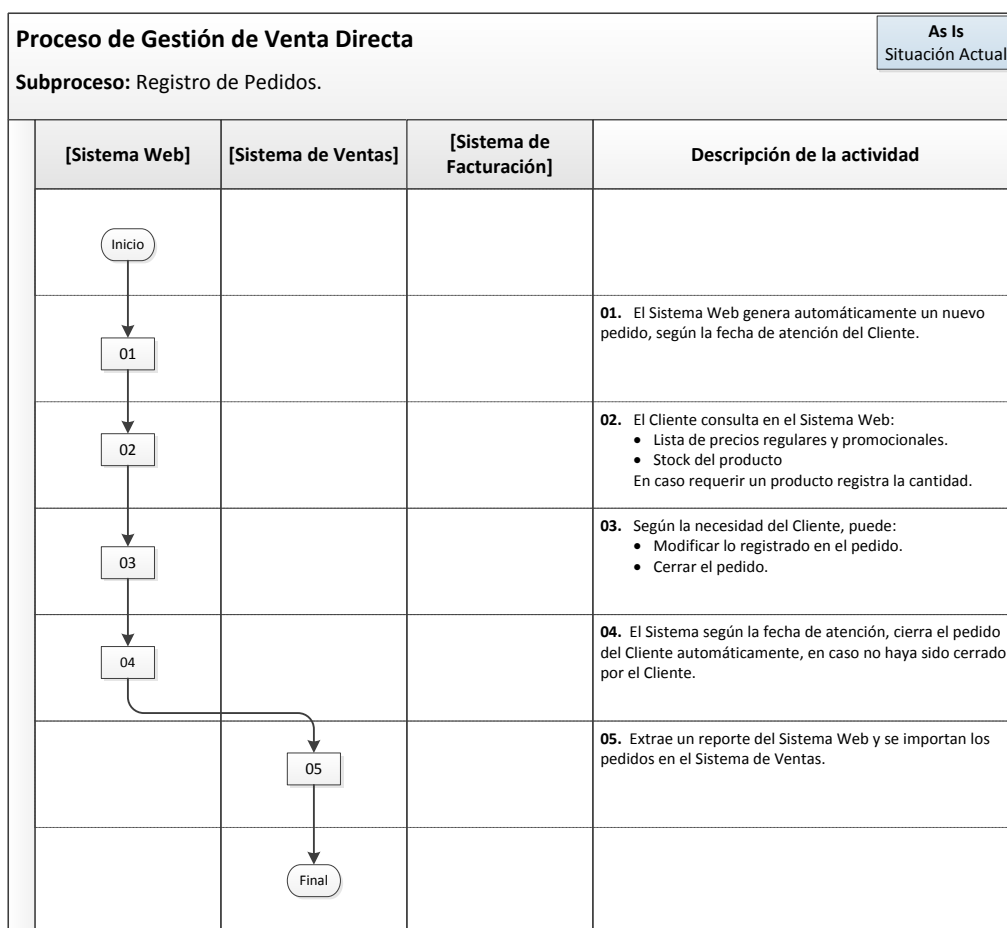 Proceso de Gestión de Venta Directa
As Is
Situación Actual
Subproceso: Registro de Pedidos.
[Sistema Web]
[Sistema de Ventas]
[Sistema de
Facturación]
Descripción de la actividad
Inicio
01
01. El Sistema Web genera automáticamente un nuevo
pedido, según la fecha de atención del Cliente.
02
02. El Cliente consulta en el Sistema Web:
• Lista de precios regulares y promocionales.
• Stock del producto
En caso requerir un producto registra la cantidad.
03
03. Según la necesidad del Cliente, puede:
• Modificar lo registrado en el pedido.
• Cerrar el pedido.
04
04. El Sistema según la fecha de atención, cierra el pedido
del Cliente automáticamente, en caso no haya sido cerrado
por el Cliente.
05
05. Extrae un reporte del Sistema Web y se importan los
pedidos en el Sistema de Ventas.
Final